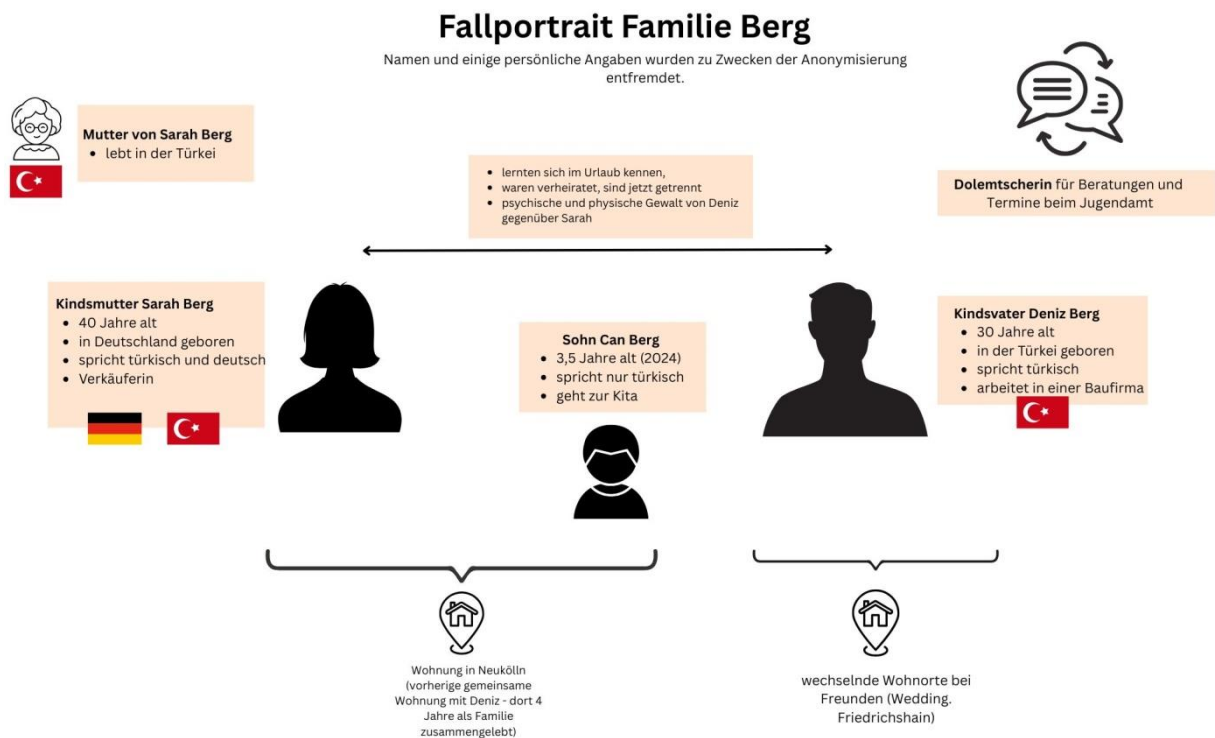 Fallportrait Familie Berg
Namen und einige persönliche Angaben wurden zu Zwecken der Anonymisierung
entfremdet.
Mutter von Sarah Berg
• lebt in der Türkei
• lernten sich im Urlaub kennen,
• waren verheiratet, sind jetzt getrennt
• psychische und physische Gewalt von Deniz
gegenüber Sarah
Dolemtscherin für Beratungen und
Termine beim Jugendamt
Kindsmutter Sarah Berg
• 40 Jahre alt
• in Deutschland geboren
• spricht türkisch und deutsch
• Verkäuferin
Sohn Can Berg
• 3,5 Jahre alt (2024)
• spricht nur türkisch
• geht zur Kita
Kindsvater Deniz Berg
• 30 Jahre alt
• in der Türkei geboren
• spricht türkisch
• arbeitet in einer Baufirma
Wohnung in Neukölln
(vorherige gemeinsame
Wohnung mit Deniz - dort 4
Jahre als Familie
zusammengelebt)
wechselnde Wohnorte bei
Freunden (Wedding.
Friedrichshain)